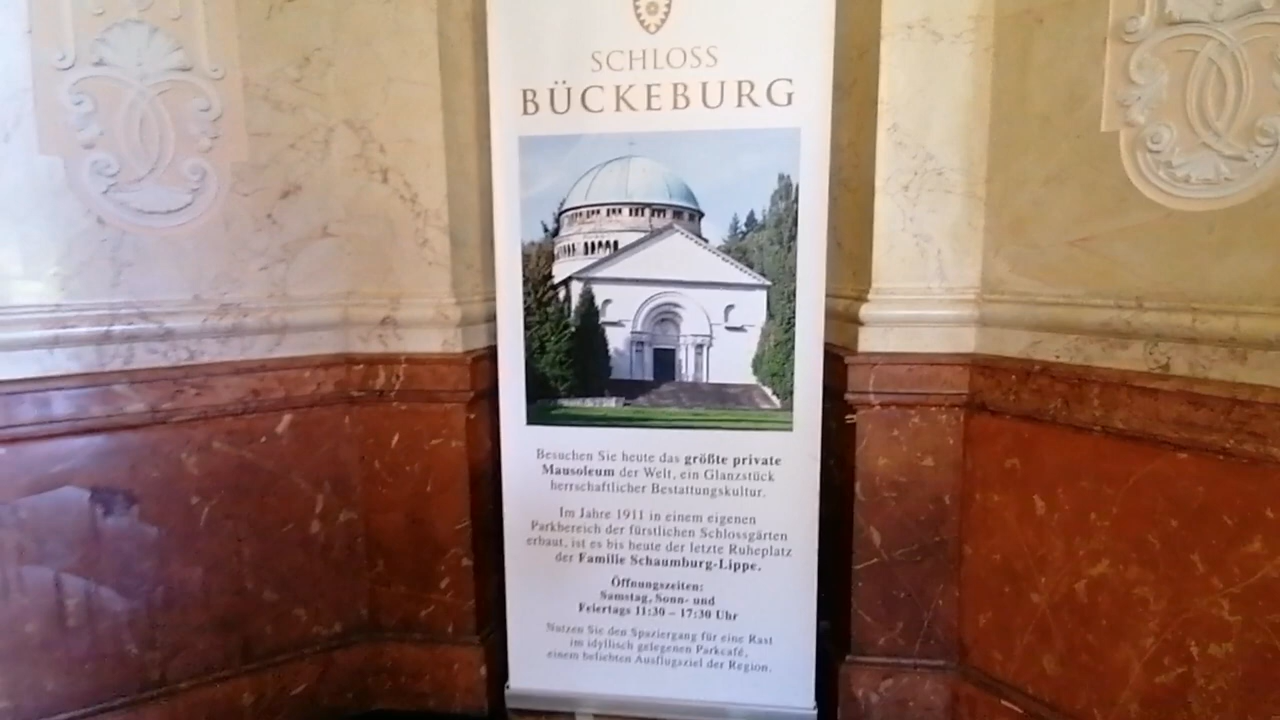 SCHLOSS
BÜCKEBURG
Besuchen Sie heute das größte private
Mausoleum der Welt, ein Glanzstück
herrschaftlicher Bestattungskultur.
Im Jahre 1911 in einem eigenen
Parkbereich der fürstlichen Schlossgärten
erbaut, ist es bis heute der letzte Ruheplatz
der Familie Schaumburg-Lippe.
Öffnungszeiten:
Samstag, Sonn- und
Feiertags 11:30 – 17:30 Uhr
Nutzen Sie den Spaziergang für eine Rast
im idyllisch gelegenen Parkcafé,
einem beliebten Ausflugsziel der Region.